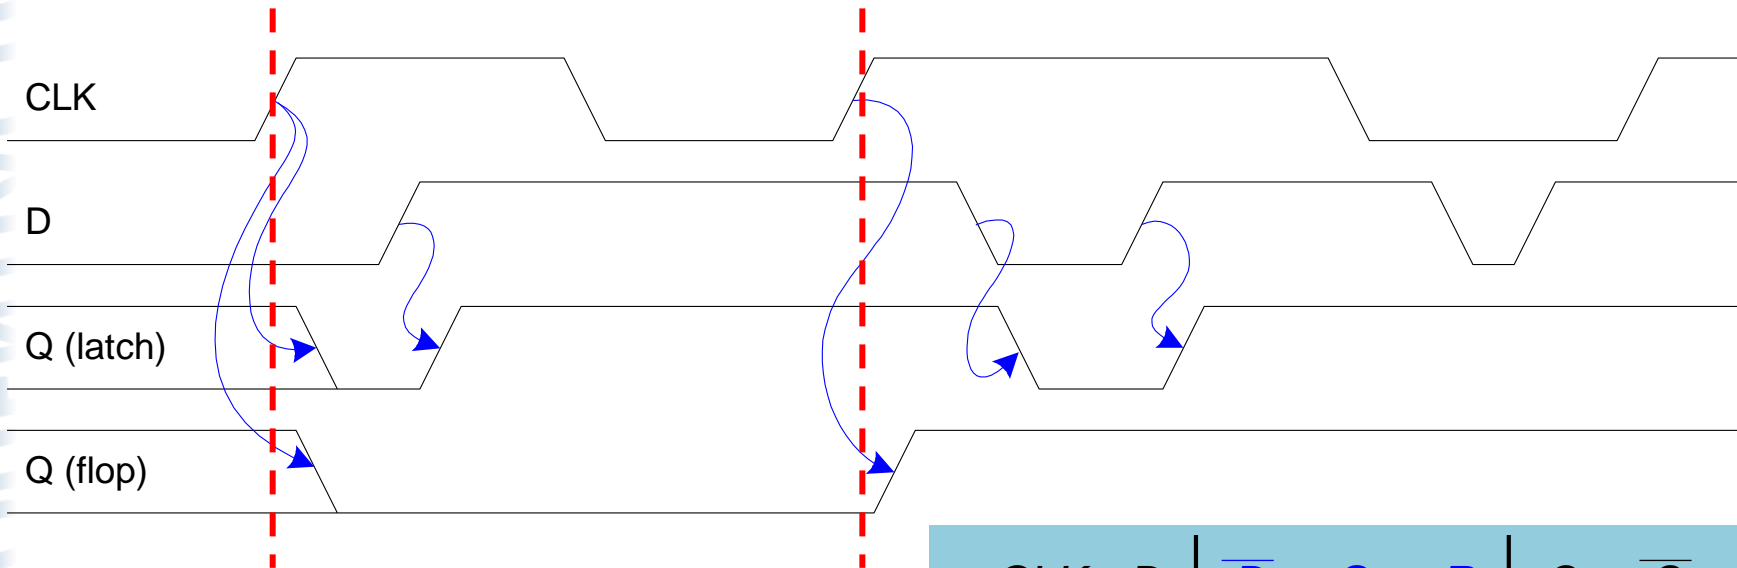 CLK
D
Q (latch)
Q (flop)